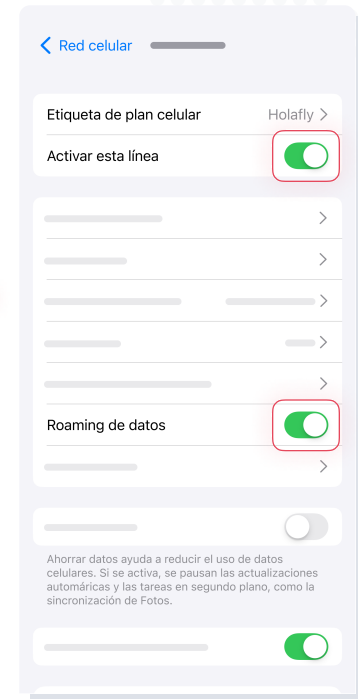 Red celular
Etiqueta de plan celular Holafly
Activar esta línea
Roaming de datos
Ahorrar datos ayuda a reducir el uso de datos
celulares. Si se activa, se pausan las actualizaciones
automáricas y las tareas en segundo plano, como la
sincronización de Fotos.